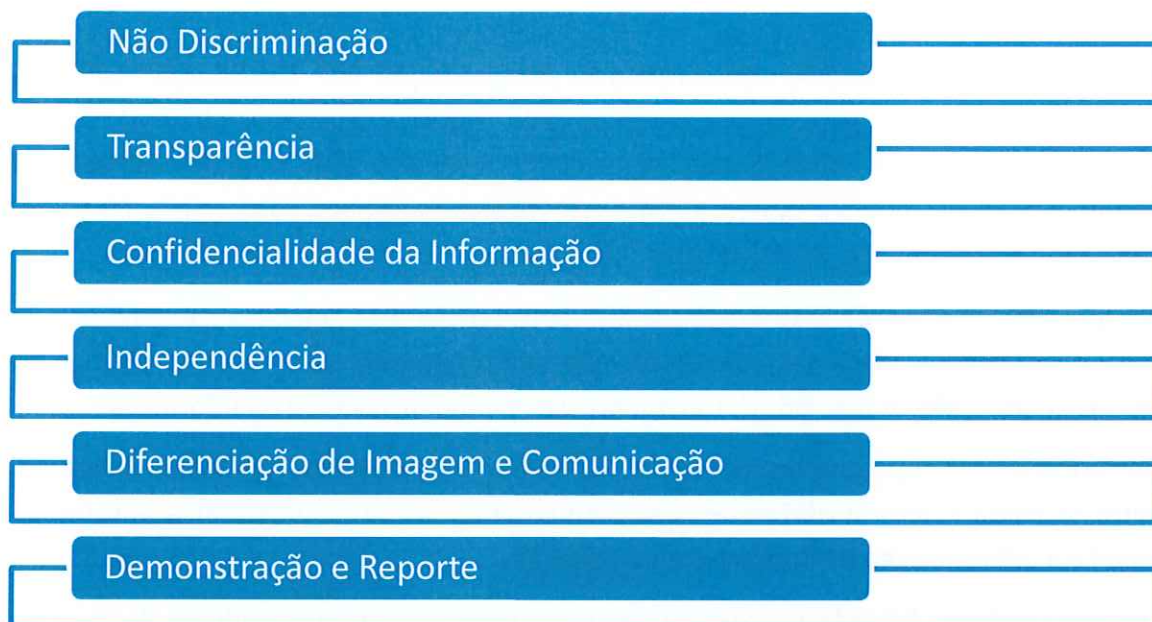 Não Discriminação
Transparência
Confidencialidade da Informação
Independência
Diferenciação de Imagem e Comunicação
Demonstração e Reporte